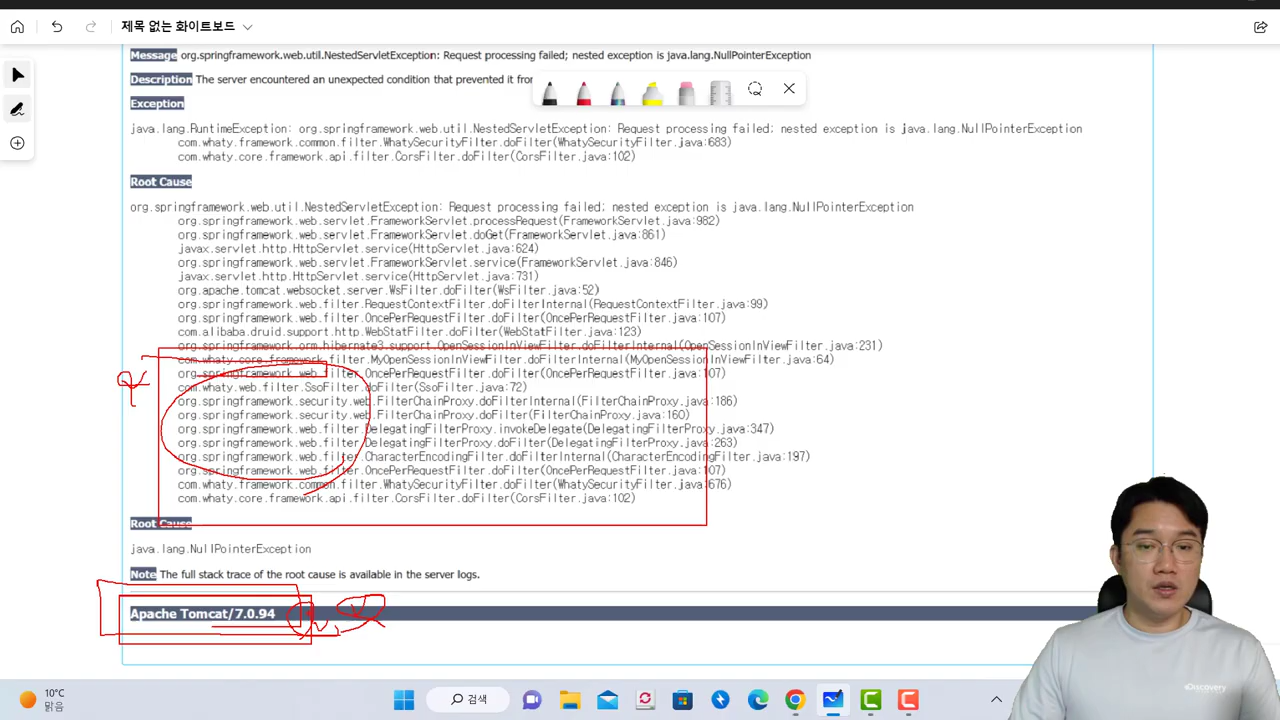 제목 없는 화이트보드
Message org.springframework.web.util.NestedServletException: Request processing failed; nested exception is java.lang.NullPointerException
Description The server encountered an unexpected condition that prevented it fro
Exception
java.lang.RuntimeException: org.springframework.web.util.NestedServletException: Request processing failed; nested exception is java.lang.NullPointerException
com.whaty.framework.common.filter.WhatySecurityFilter.doFilter(WhatySecurityFilter.java:683)
com.whaty.core.framework.api.filter.CorsFilter.doFilter(CorsFilter.java:102)
Root Cause
org.springframework.web.util.NestedServletException: Request processing failed; nested exception is java.lang.NullPointerException
org.springframework.web.servlet.FrameworkServlet.processRequest(FrameworkServlet.java:982)
org.springframework.web.servlet.FrameworkServlet.doGet(FrameworkServlet.java:861)
javax.servlet.http.HttpServlet.service(HttpServlet.java:624)
org.springframework.web.servlet.FrameworkServlet.service(FrameworkServlet.java:846)
javax.servlet.http.HttpServlet.service(HttpServlet.java:731)
org.apache.tomcat.websocket.server.WsFilter.doFilter(WsFilter.java:52)
org.springframework.web.filter.RequestContextFilter.doFilterInternal(RequestContextFilter.java:99)
org.springframework.web.filter.OncePerRequestFilter.doFilter(OncePerRequestFilter.java:107)
com.alibaba.druid.support.http.WebStatFilter.doFilter(WebStatFilter.java:123)
org.springframework.orm.hibernate3.support.OpenSessionInViewFilter.doFilterInternal(OpenSessionInViewFilter.java:231)
com.whaty.core.framework.filter.MyOpenSessionInViewFilter.doFilterInternal(MyOpenSessionInViewFilter.java:64)
org.springframework.web.filter.OncePerRequestFilter.doFilter(OncePerRequestFilter.java:107)
com.whaty.web.filter.SsoFilter.doFilter(SsoFilter.java:72)
org.springframework.security.web.FilterChainProxy.doFilterInternal(FilterChainProxy.java:186)
org.springframework.security.web.FilterChainProxy.doFilter(FilterChainProxy.java:160)
org.springframework.web.filter.DelegatingFilterProxy.invokeDelegate(DelegatingFilterProxy.java:347)
org.springframework.web.filter.DelegatingFilterProxy.doFilter(DelegatingFilterProxy.java:263)
org.springframework.web.filter.CharacterEncodingFilter.doFilterInternal(CharacterEncodingFilter.java:197)
org.springframework.web.filter.OncePerRequestFilter.doFilter(OncePerRequestFilter.java:107)
com.whaty.framework.common.filter.WhatySecurityFilter.doFilter(WhatySecurityFilter.java:676)
com.whaty.core.framework.api.filter.CorsFilter.doFilter(CorsFilter.java:102)
Root Cause
java.lang.NullPointerException
Note The full stack trace of the root cause is available in the server logs.
Apache Tomcat/7.0.94
Discovery
10°C
맑음
검색